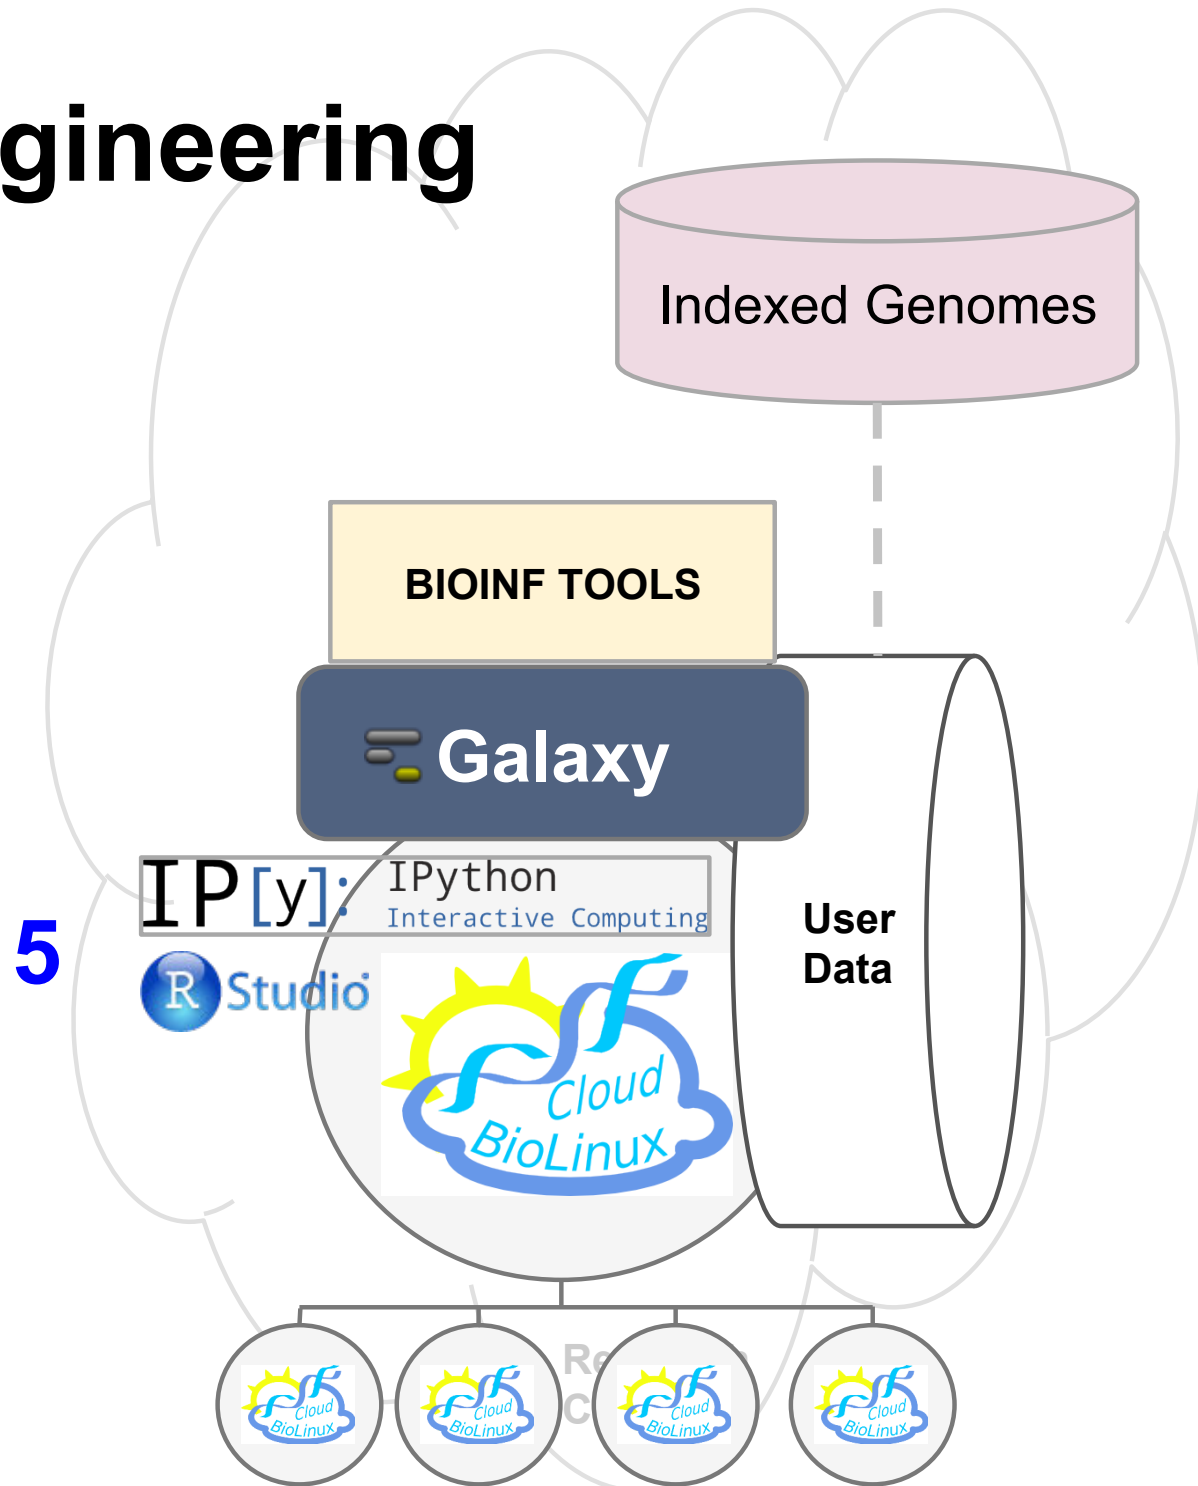 gineering
Indexed Genomes
BIOINF TOOLS
Galaxy
IP[y]:
IPython
Interactive Computing
5
R Studio
User
Data
Cloud
BioLinux
Cloud
BioLinux
Cloud
BioLinux
Cloud
BioLinux
Cloud
BioLinux